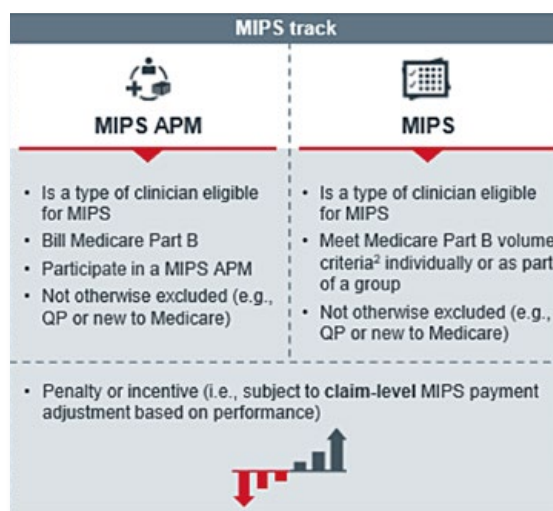 MIPS track
MIPS APM
• Is a type of clinician eligible
for MIPS
• Bill Medicare Part B
• Participate in a MIPS APM
• Not otherwise excluded (e.g.,
QP or new to Medicare)
MIPS
• Is a type of clinician eligible
for MIPS
• Meet Medicare Part B volume
criteria² individually or as part
of a group
• Not otherwise excluded (e.g.,
QP or new to Medicare)
• Penalty or incentive (i.e., subject to claim-level MIPS payment
adjustment based on performance)